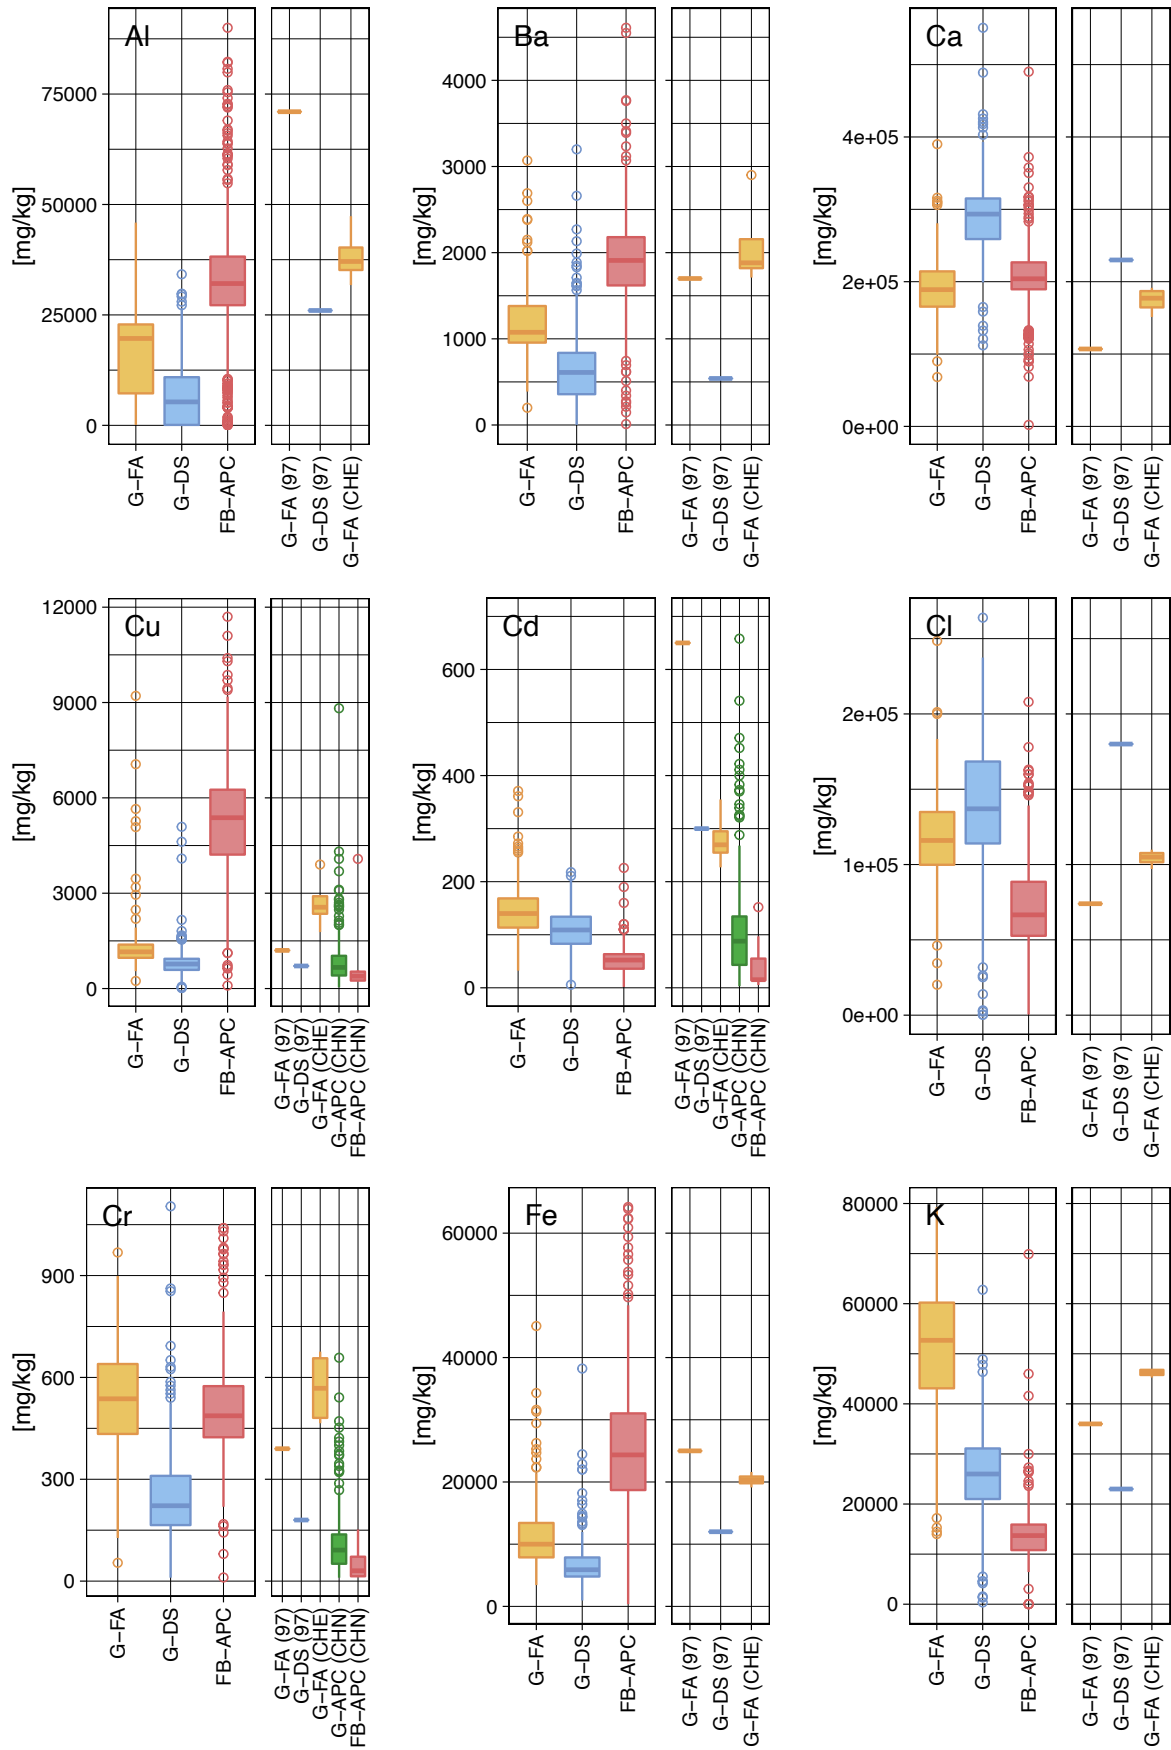 Al
[mg/kg]
75000
50000
25000
0
G−FA
G−DS
FB−APC
G−FA (97)
G−DS (97)
G−FA (CHE)
Ba
[mg/kg]
4000
3000
2000
1000
0
G−FA
G−DS
FB−APC
G−FA (97)
G−DS (97)
G−FA (CHE)
Ca
[mg/kg]
4e+05
2e+05
0e+00
G−FA
G−DS
FB−APC
G−FA (97)
G−DS (97)
G−FA (CHE)
Cu
[mg/kg]
12000
9000
6000
3000
0
G−FA
G−DS
FB−APC
G−FA (97)
G−DS (97)
G−FA (CHE)
G−APC (CHN)
FB−APC (CHN)
Cd
[mg/kg]
600
400
200
0
G−FA
G−DS
FB−APC
G−FA (97)
G−DS (97)
G−FA (CHE)
G−APC (CHN)
FB−APC (CHN)
Cl
[mg/kg]
2e+05
1e+05
0e+00
G−FA
G−DS
FB−APC
G−FA (97)
G−DS (97)
G−FA (CHE)
Cr
[mg/kg]
900
600
300
0
G−FA
G−DS
FB−APC
G−FA (97)
G−DS (97)
G−FA (CHE)
G−APC (CHN)
FB−APC (CHN)
Fe
[mg/kg]
60000
40000
20000
0
G−FA
G−DS
FB−APC
G−FA (97)
G−DS (97)
G−FA (CHE)
K
[mg/kg]
80000
60000
40000
20000
0
G−FA
G−DS
FB−APC
G−FA (97)
G−DS (97)
G−FA (CHE)